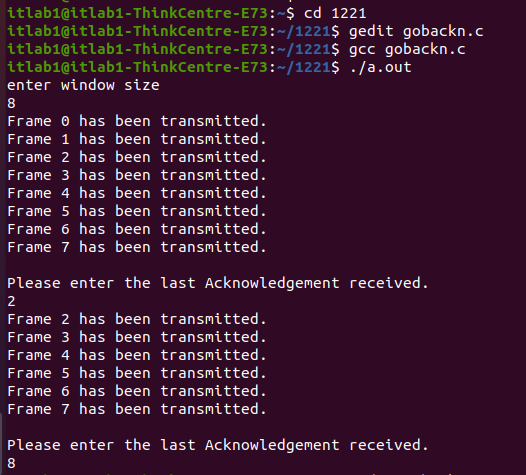 itlab1@itlab1-ThinkCentre-E73:~$ cd 1221
itlab1@itlab1-ThinkCentre-E73:~/1221$ gedit gobackn.c
itlab1@itlab1-ThinkCentre-E73:~/1221$ gcc gobackn.c
itlab1@itlab1-ThinkCentre-E73:~/1221$ ./a.out
enter window size
8
Frame 0 has been transmitted.
Frame 1 has been transmitted.
Frame 2 has been transmitted.
Frame 3 has been transmitted.
Frame 4 has been transmitted.
Frame 5 has been transmitted.
Frame 6 has been transmitted.
Frame 7 has been transmitted.
Please enter the last Acknowledgement received.
2
Frame 2 has been transmitted.
Frame 3 has been transmitted.
Frame 4 has been transmitted.
Frame 5 has been transmitted.
Frame 6 has been transmitted.
Frame 7 has been transmitted.
Please enter the last Acknowledgement received.
8